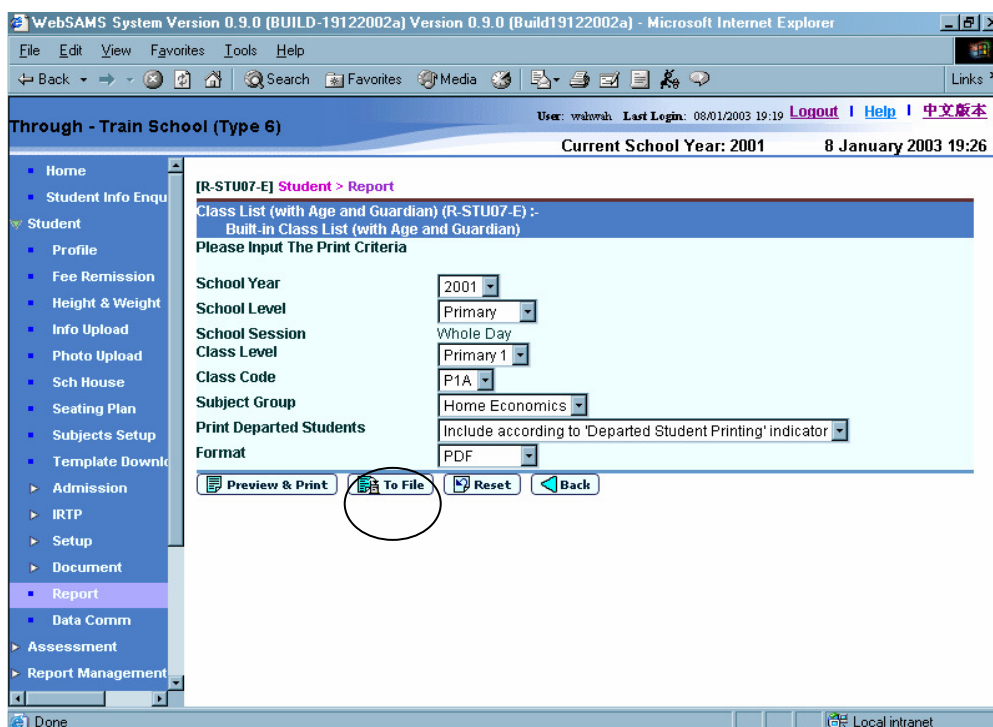 WebSAMS System Version 0.9.0 (BUILD-19122002a) Version 0.9.0 (Build19122002a) - Microsoft Internet Explorer
File Edit View Favorites Tools Help
Back Search Favorites Media Links
Through - Train School (Type 6)
User: wahwah Last Login: 08/01/2003 19:19 Logout | Help | 中文版本
Current School Year: 2001 8 January 2003 19:26
Home
Student Info Enqu
Student
Profile
Fee Remission
Height & Weight
Info Upload
Photo Upload
Sch House
Seating Plan
Subjects Setup
Template Downlo
Admission
IRTP
Setup
Document
Report
Data Comm
Assessment
Report Management
[R-STU07-E] Student > Report
Class List (with Age and Guardian) (R-STU07-E) :-
Built-in Class List (with Age and Guardian)
Please Input The Print Criteria
School Year 2001
School Level Primary
School Session Whole Day
Class Level Primary 1
Class Code P1A
Subject Group Home Economics
Print Departed Students Include according to 'Departed Student Printing' indicator
Format PDF
Preview & Print To File Reset Back
Done Local intranet